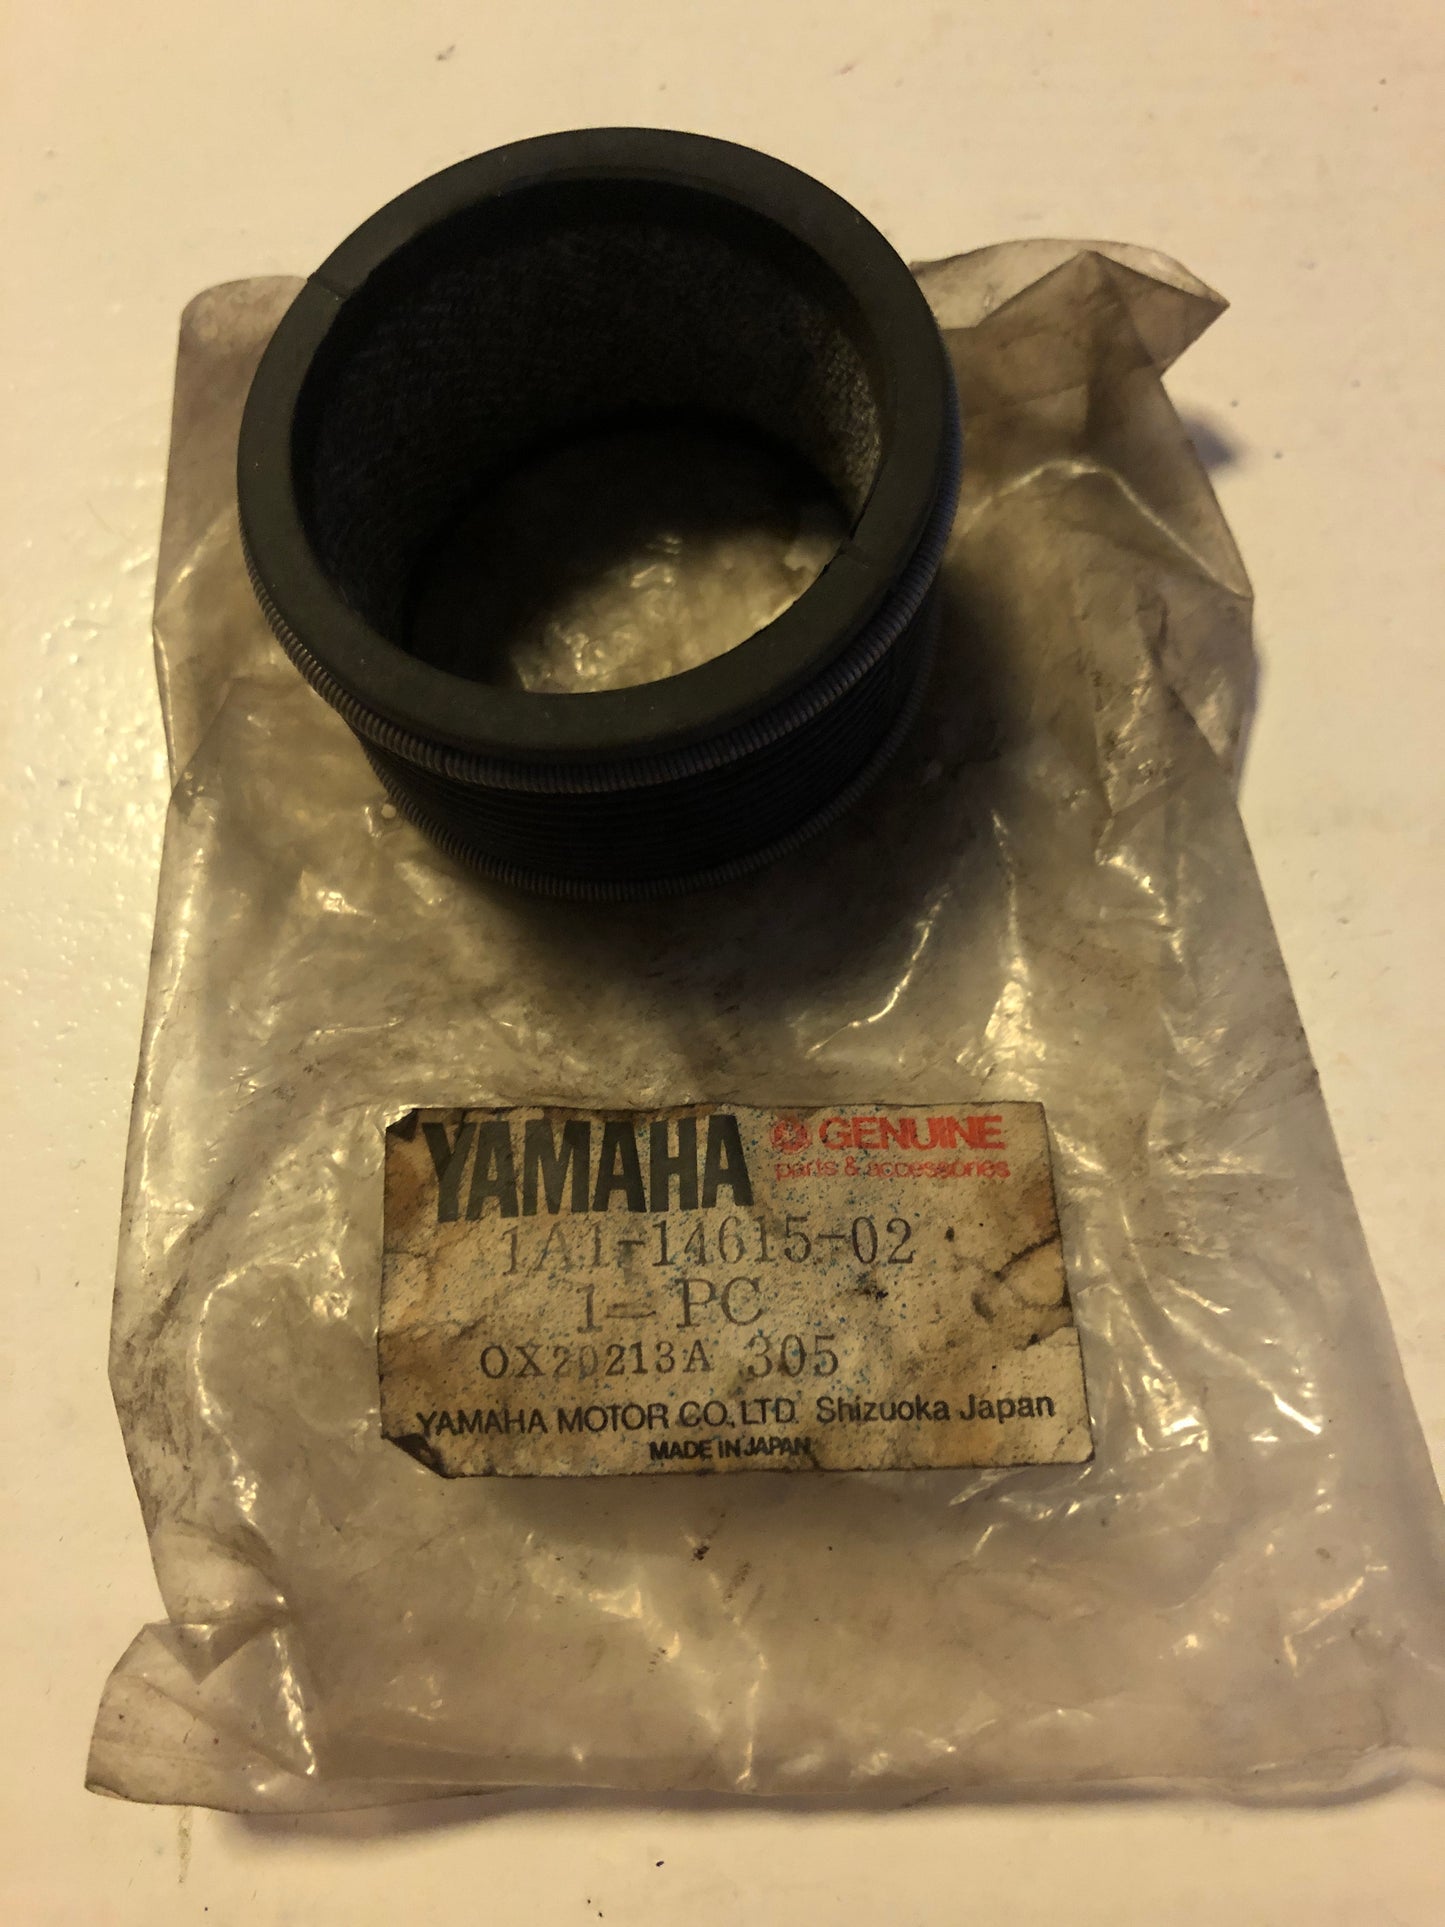 YAMAHA GENUINE
parts & accessories
1A1-14615-02
1-PC
OX20213A 305
YAMAHA MOTOR CO., LTD. Shizuoka Japan
MADE IN JAPAN